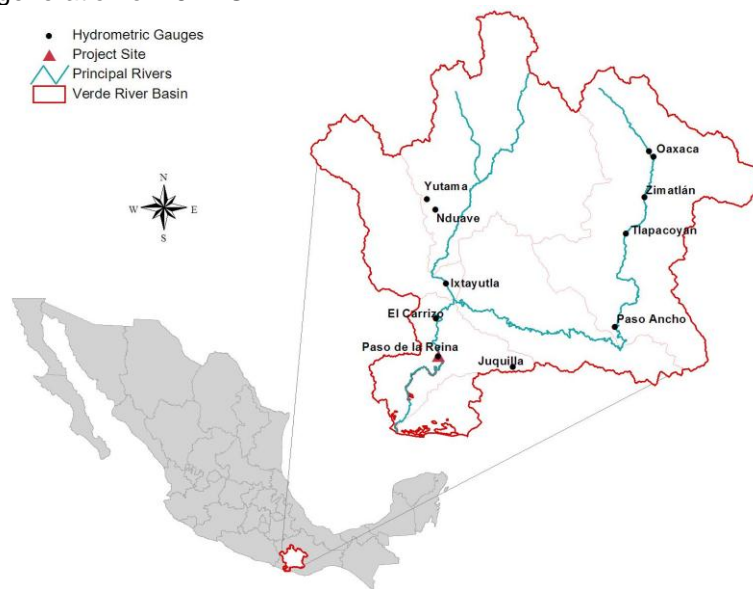 Hydrometric Gauges
Project Site
Principal Rivers
Verde River Basin
N
W E
S
Oaxaca
Yutama
Zimatlán
Nduave
Tlapacoyan
Ixtayutla
El Carrizo
Paso Ancho
Paso de la Reina
Juquilla